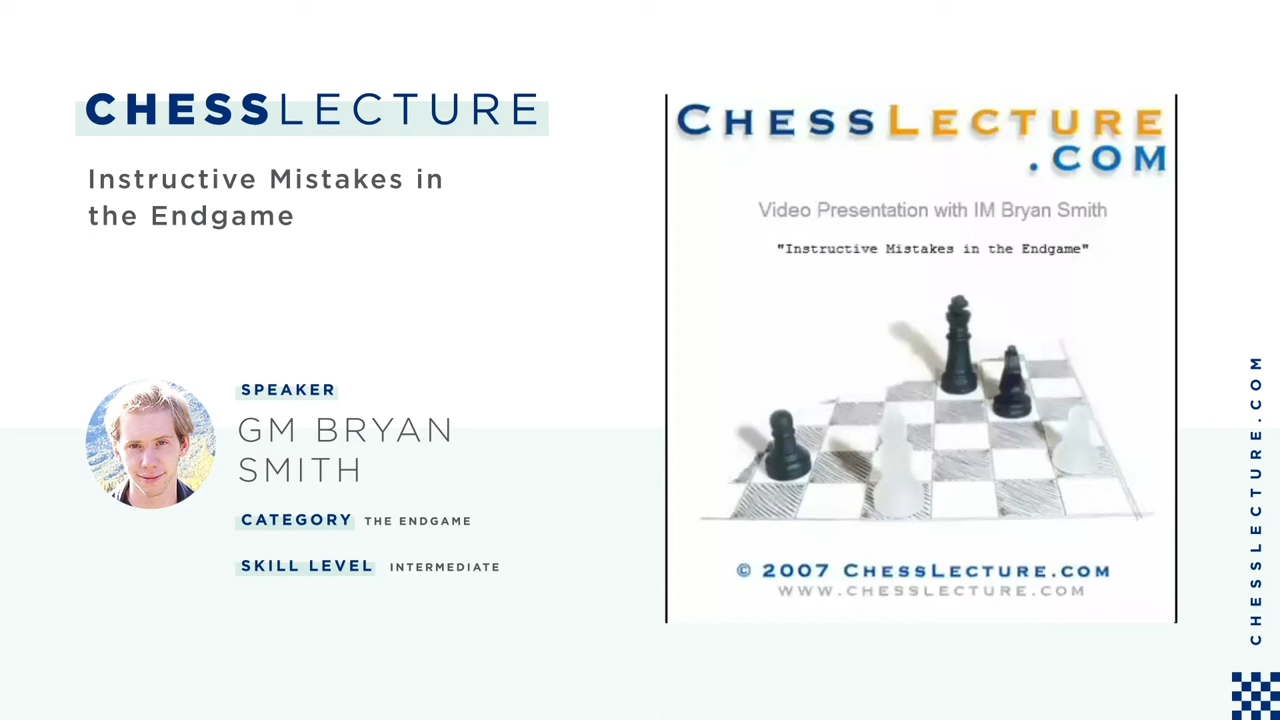 CHESSLECTURE
Instructive Mistakes in
the Endgame
SPEAKER
GM BRYAN
SMITH
CATEGORY THE ENDGAME
SKILL LEVEL INTERMEDIATE
CHESSLECTURE
.COM
Video Presentation with IM Bryan Smith
"Instructive Mistakes in the Endgame"
© 2007 CHESSLECTURE.COM
WWW.CHESSLECTURE.COM
CHESSLECTURE.COM